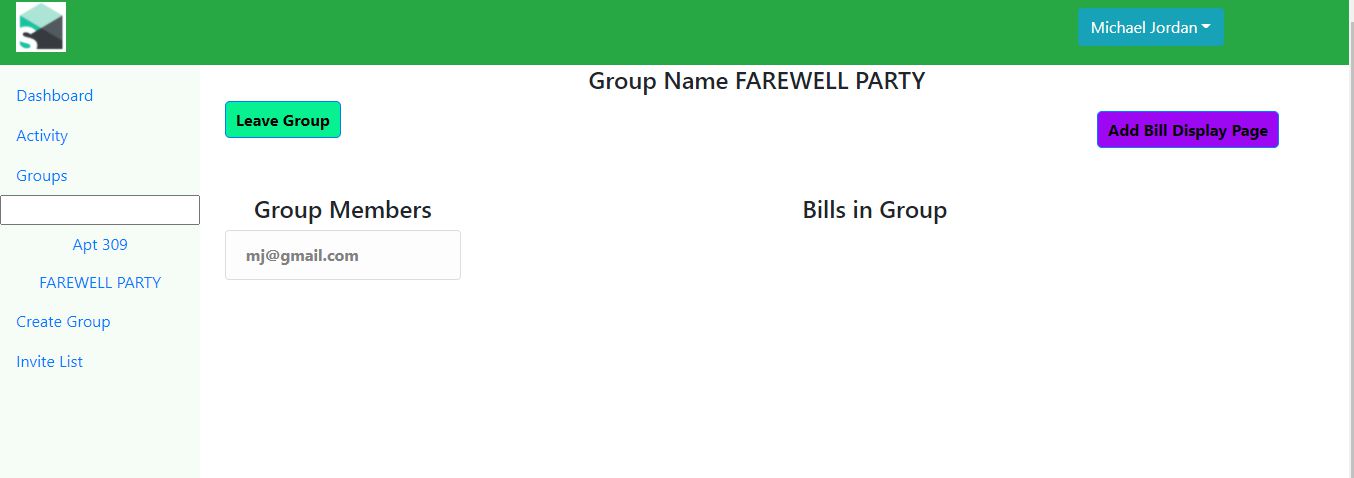 S
Michael Jordan
Dashboard
Activity
Groups
Apt 309
FAREWELL PARTY
Create Group
Invite List
Group Name FAREWELL PARTY
Leave Group
Add Bill Display Page
Group Members
mj@gmail.com
Bills in Group